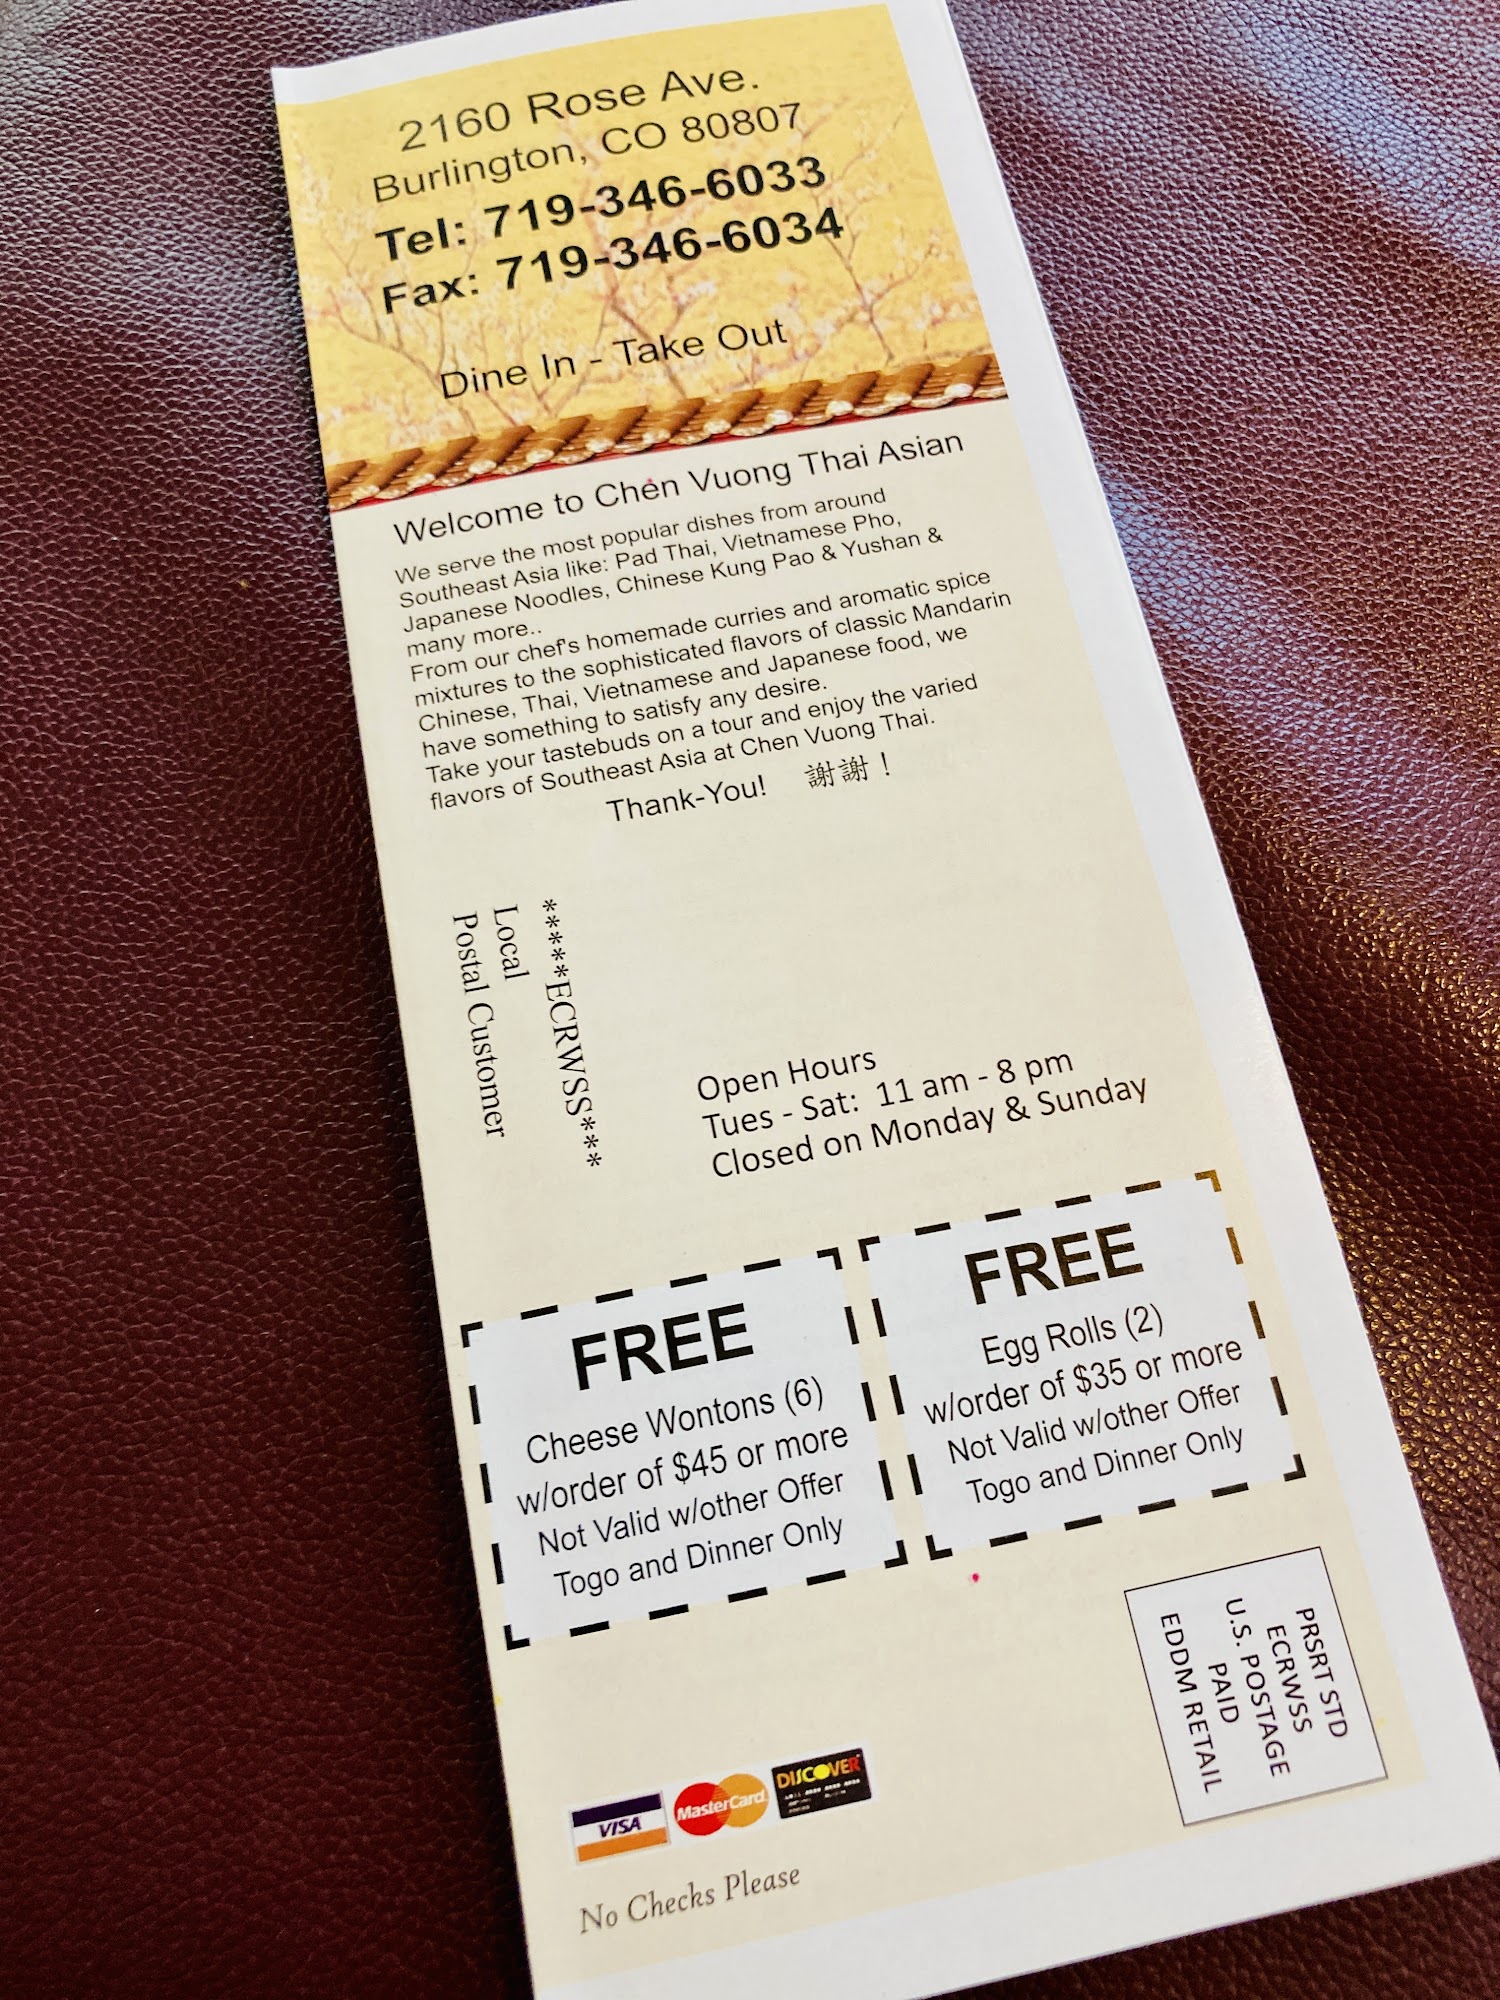 2160 Rose Ave.
Burlington, CO 80807
Tel: 719-346-6033
Fax: 719-346-6034
Dine In - Take Out
Welcome to Chen Vuong Thai Asian
We serve the most popular dishes from around
Southeast Asia like: Pad Thai, Vietnamese Pho,
Japanese Noodles, Chinese Kung Pao & Yushan &
many more..
From our chef's homemade curries and aromatic spice
mixtures to the sophisticated flavors of classic Mandarin
Chinese, Thai, Vietnamese and Japanese food, we
have something to satisfy any desire.
Take your tastebuds on a tour and enjoy the varied
flavors of Southeast Asia at Chen Vuong Thai.
Thank-You! 謝謝！
*****ECRWSS***
Local
Postal Customer
Open Hours
Tues - Sat: 11 am - 8 pm
Closed on Monday & Sunday
FREE
Cheese Wontons (6)
w/order of $45 or more
Not Valid w/other Offer
Togo and Dinner Only
FREE
Egg Rolls (2)
w/order of $35 or more
Not Valid w/other Offer
Togo and Dinner Only
PRSRT STD
ECRWSS
U.S. POSTAGE
PAID
EDDM RETAIL
VISA
MasterCard
DISCOVER
No Checks Please